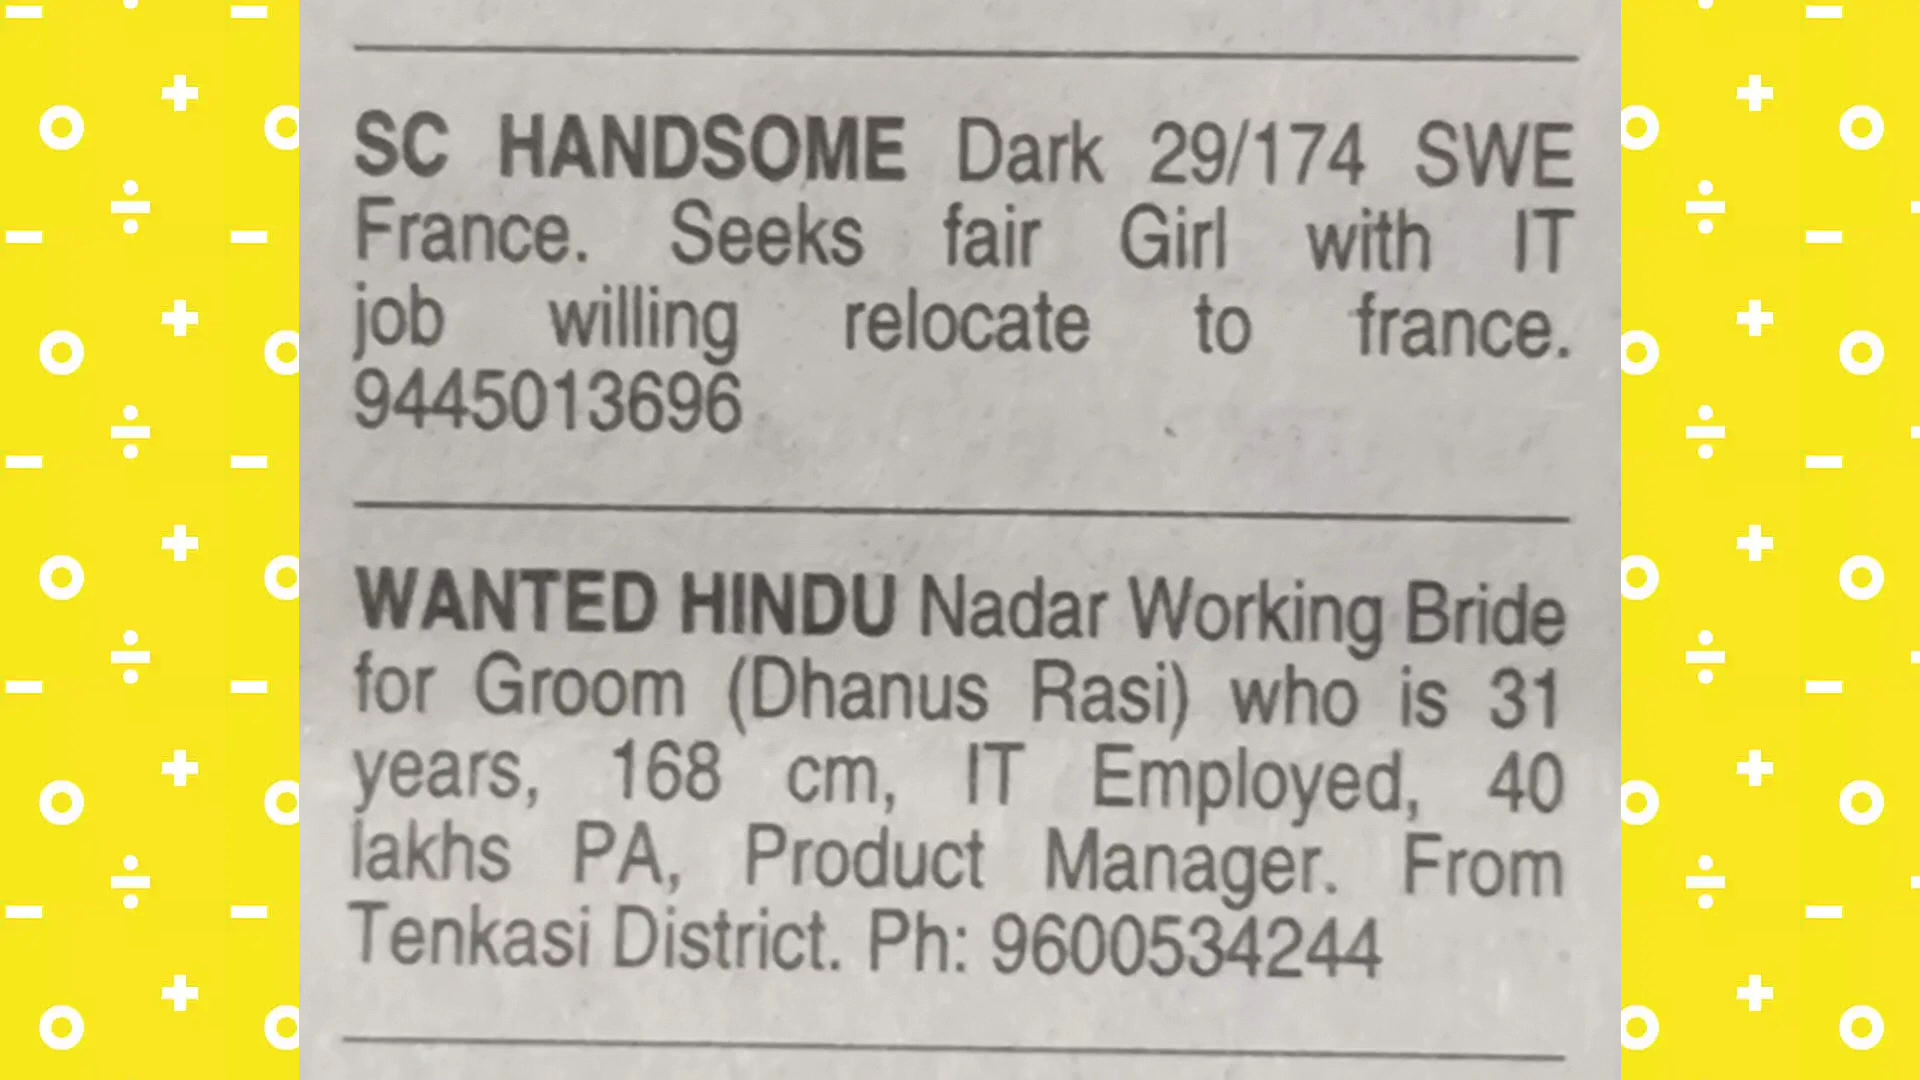 SC HANDSOME Dark 29/174 SWE
France. Seeks fair Girl with IT
job willing relocate to france.
9445013696
WANTED HINDU Nadar Working Bride
for Groom (Dhanus Rasi) who is 31
years, 168 cm, IT Employed, 40
lakhs PA, Product Manager. From
Tenkasi District. Ph: 9600534244